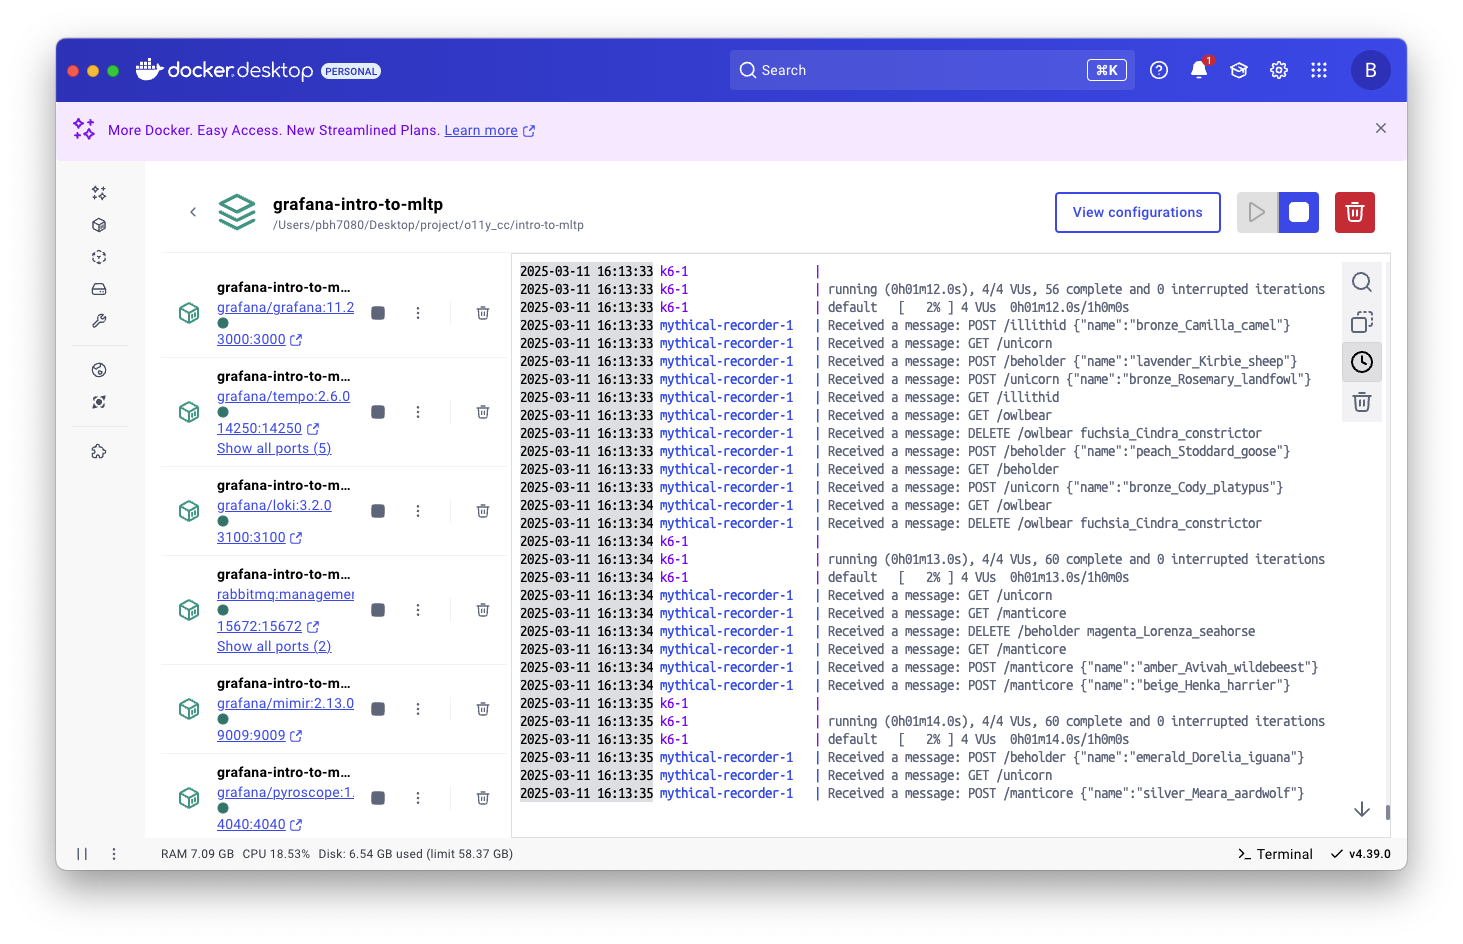 docker.desktop PERSONAL
Search
⌘K
1
B
More Docker. Easy Access. New Streamlined Plans. Learn more
grafana-intro-to-mltp
/Users/pbh7080/Desktop/project/o11y_cc/intro-to-mltp
View configurations
grafana-intro-to-m...
grafana/grafana:11.2
3000:3000
grafana-intro-to-m...
grafana/tempo:2.6.0
14250:14250
Show all ports (5)
grafana-intro-to-m...
grafana/loki:3.2.0
3100:3100
grafana-intro-to-m...
rabbitmq:managemen
15672:15672
Show all ports (2)
grafana-intro-to-m...
grafana/mimir:2.13.0
9009:9009
grafana-intro-to-m...
grafana/pyroscope:1.
4040:4040
2025-03-11 16:13:33 k6-1 |
2025-03-11 16:13:33 k6-1 | running (0h01m12.0s), 4/4 VUs, 56 complete and 0 interrupted iterations
2025-03-11 16:13:33 k6-1 | default [ 2% ] 4 VUs 0h01m12.0s/1h0m0s
2025-03-11 16:13:33 mythical-recorder-1 | Received a message: POST /illithid {"name":"bronze_Camilla_camel"}
2025-03-11 16:13:33 mythical-recorder-1 | Received a message: GET /unicorn
2025-03-11 16:13:33 mythical-recorder-1 | Received a message: POST /beholder {"name":"lavender_Kirbie_sheep"}
2025-03-11 16:13:33 mythical-recorder-1 | Received a message: POST /unicorn {"name":"bronze_Rosemary_landfowl"}
2025-03-11 16:13:33 mythical-recorder-1 | Received a message: GET /illithid
2025-03-11 16:13:33 mythical-recorder-1 | Received a message: GET /owlbear
2025-03-11 16:13:33 mythical-recorder-1 | Received a message: DELETE /owlbear fuchsia_Cindra_constrictor
2025-03-11 16:13:33 mythical-recorder-1 | Received a message: POST /beholder {"name":"peach_Stoddard_goose"}
2025-03-11 16:13:33 mythical-recorder-1 | Received a message: GET /beholder
2025-03-11 16:13:33 mythical-recorder-1 | Received a message: POST /unicorn {"name":"bronze_Cody_platypus"}
2025-03-11 16:13:34 mythical-recorder-1 | Received a message: GET /owlbear
2025-03-11 16:13:34 mythical-recorder-1 | Received a message: DELETE /owlbear fuchsia_Cindra_constrictor
2025-03-11 16:13:34 k6-1 |
2025-03-11 16:13:34 k6-1 | running (0h01m13.0s), 4/4 VUs, 60 complete and 0 interrupted iterations
2025-03-11 16:13:34 k6-1 | default [ 2% ] 4 VUs 0h01m13.0s/1h0m0s
2025-03-11 16:13:34 mythical-recorder-1 | Received a message: GET /unicorn
2025-03-11 16:13:34 mythical-recorder-1 | Received a message: GET /manticore
2025-03-11 16:13:34 mythical-recorder-1 | Received a message: DELETE /beholder magenta_Lorenza_seahorse
2025-03-11 16:13:34 mythical-recorder-1 | Received a message: GET /manticore
2025-03-11 16:13:34 mythical-recorder-1 | Received a message: POST /manticore {"name":"amber_Avivah_wildebeest"}
2025-03-11 16:13:34 mythical-recorder-1 | Received a message: POST /manticore {"name":"beige_Henka_harrier"}
2025-03-11 16:13:35 k6-1 |
2025-03-11 16:13:35 k6-1 | running (0h01m14.0s), 4/4 VUs, 60 complete and 0 interrupted iterations
2025-03-11 16:13:35 k6-1 | default [ 2% ] 4 VUs 0h01m14.0s/1h0m0s
2025-03-11 16:13:35 mythical-recorder-1 | Received a message: POST /beholder {"name":"emerald_Dorelia_iguana"}
2025-03-11 16:13:35 mythical-recorder-1 | Received a message: GET /unicorn
2025-03-11 16:13:35 mythical-recorder-1 | Received a message: POST /manticore {"name":"silver_Meara_aardwolf"}
RAM 7.09 GB CPU 18.53% Disk: 6.54 GB used (limit 58.37 GB)
>_ Terminal
v4.39.0